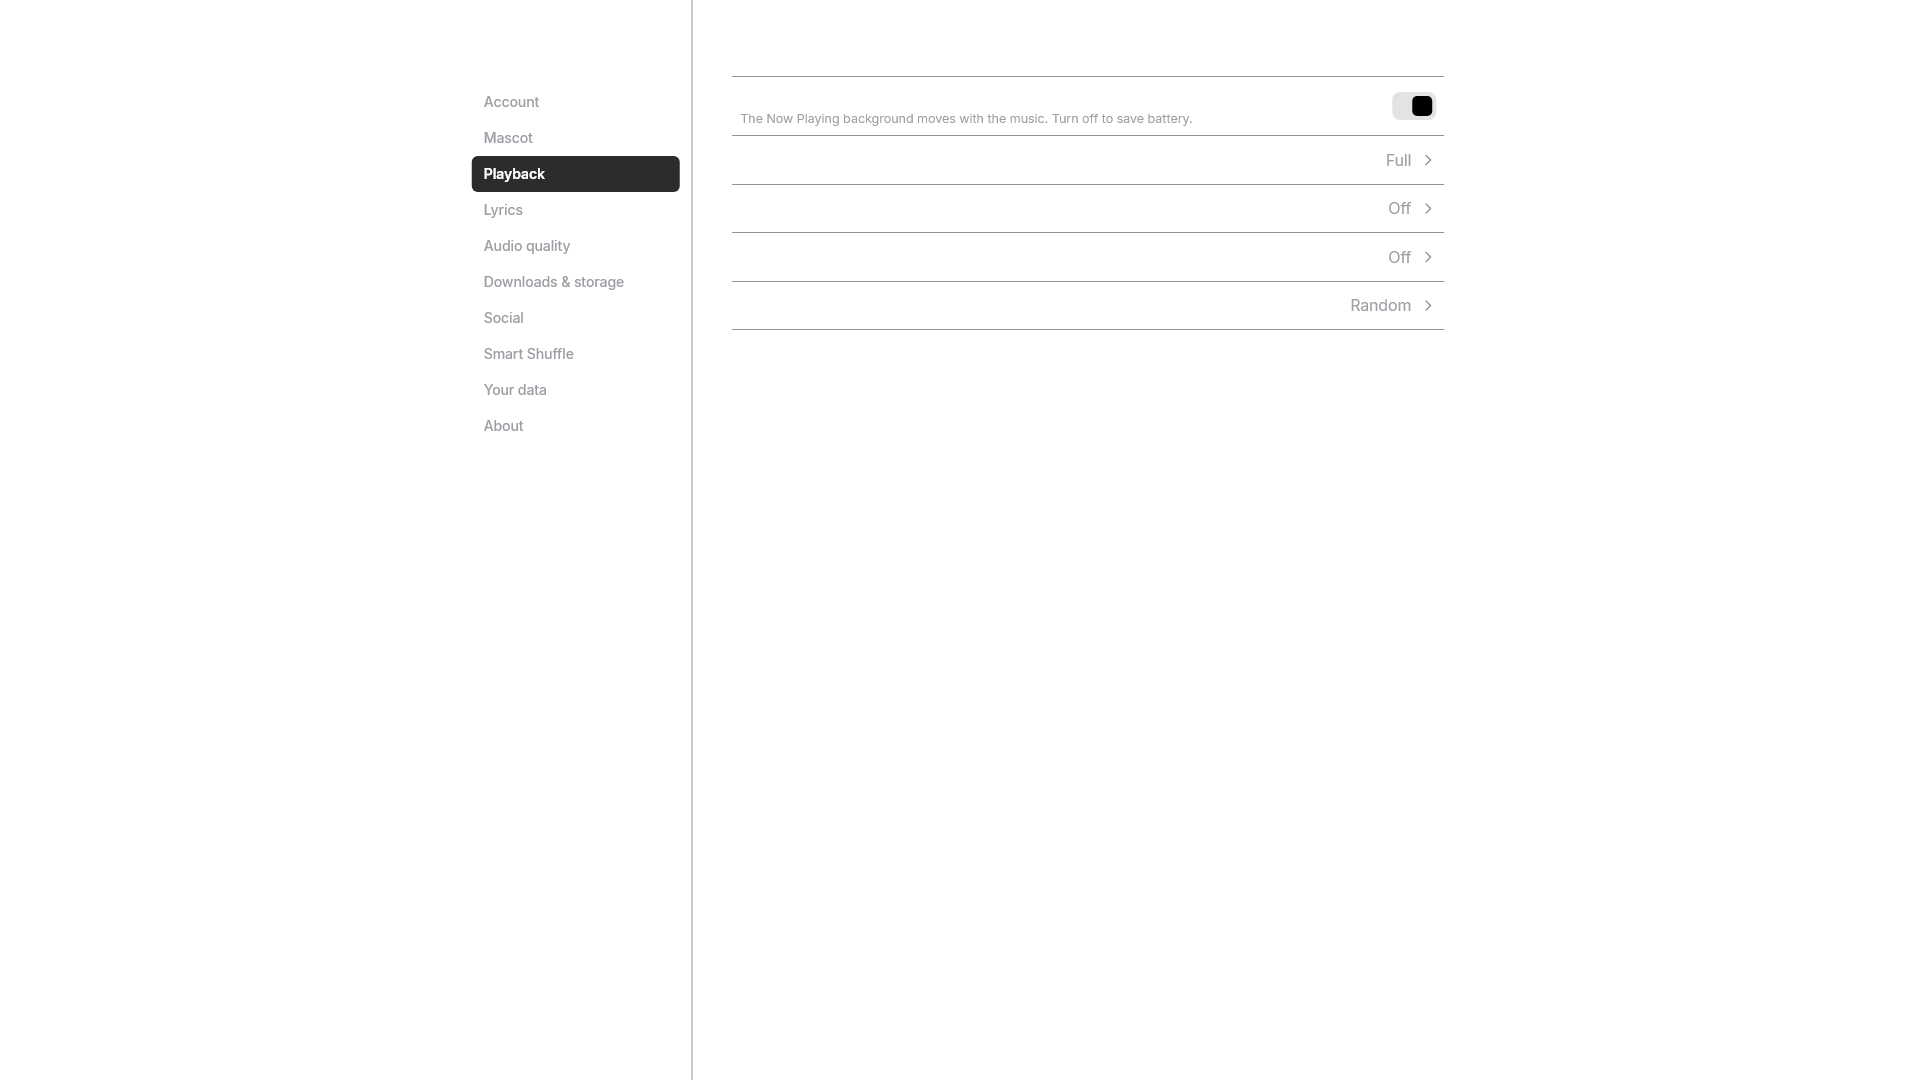 Account
Mascot
Playback
Lyrics
Audio quality
Downloads & storage
Social
Smart Shuffle
Your data
About
The Now Playing background moves with the music. Turn off to save battery.
Full
Off
Off
Random